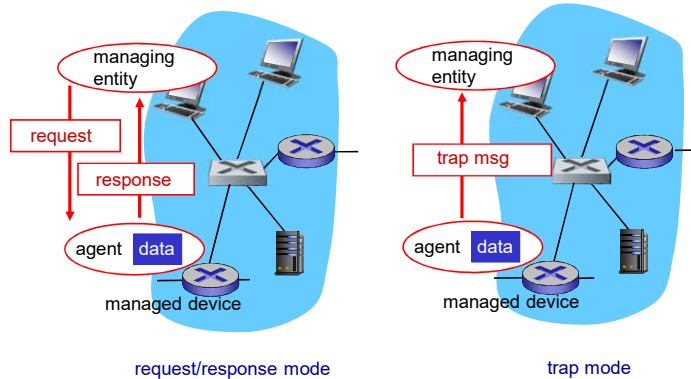 managing
entity
request
response
agent
data
managed device
request/response mode
managing
entity
trap msg
agent
data
managed device
trap mode